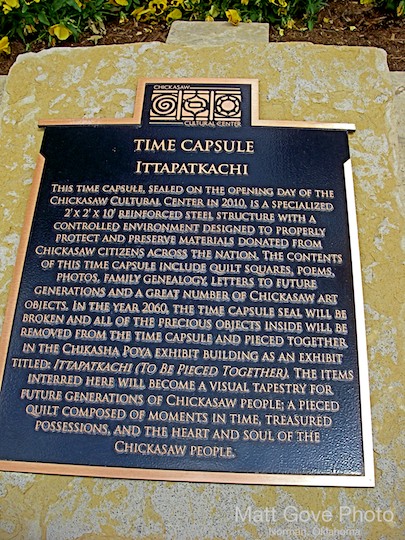 CHICKASAW
CULTURAL CENTER
TIME CAPSULE
ITTAPATKACHI
THIS TIME CAPSULE, SEALED ON THE OPENING DAY OF THE
CHICKASAW CULTURAL CENTER IN 2010, IS A SPECIALIZED
2' X 2' X 10' REINFORCED STEEL STRUCTURE WITH A
CONTROLLED ENVIRONMENT DESIGNED TO PROPERLY
PROTECT AND PRESERVE MATERIALS DONATED FROM
CHICKASAW CITIZENS ACROSS THE NATION. THE CONTENTS
OF THIS TIME CAPSULE INCLUDE QUILT SQUARES, POEMS,
PHOTOS, FAMILY GENEALOGY, LETTERS TO FUTURE
GENERATIONS AND A GREAT NUMBER OF CHICKASAW ART
OBJECTS. IN THE YEAR 2060, THE TIME CAPSULE SEAL WILL BE
BROKEN AND ALL OF THE PRECIOUS OBJECTS INSIDE WILL BE
REMOVED FROM THE TIME CAPSULE AND PIECED TOGETHER
IN THE CHIKASHA POYA EXHIBIT BUILDING AS AN EXHIBIT
TITLED: ITTAPATKACHI (TO BE PIECED TOGETHER). THE ITEMS
INTERRED HERE WILL BECOME A VISUAL TAPESTRY FOR
FUTURE GENERATIONS OF CHICKASAW PEOPLE; A PIECED
QUILT COMPOSED OF MOMENTS IN TIME, TREASURED
POSSESSIONS, AND THE HEART AND SOUL OF THE
CHICKASAW PEOPLE.
Matt Gove Photo
Norman, Oklahoma